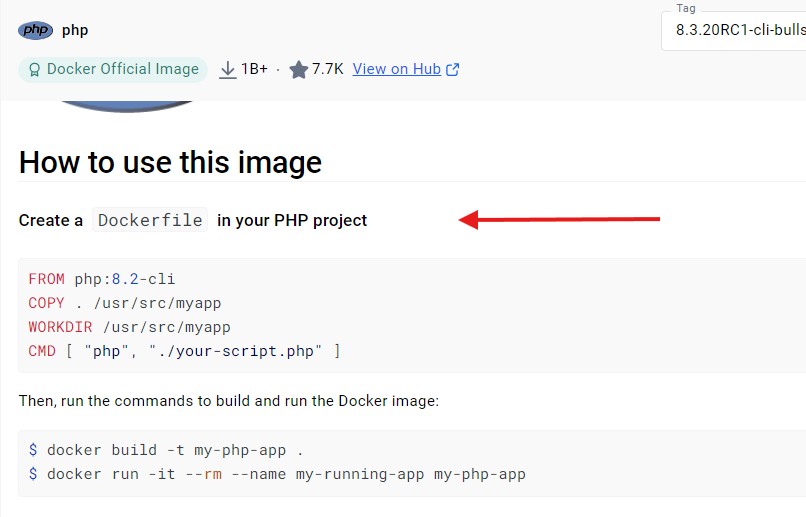 php php
Tag
8.3.20RC1-cli-bulls
Docker Official Image 1B+ · 7.7K View on Hub
How to use this image
Create a Dockerfile in your PHP project
FROM php:8.2-cli
COPY . /usr/src/myapp
WORKDIR /usr/src/myapp
CMD [ "php", "./your-script.php" ]
Then, run the commands to build and run the Docker image:
$ docker build -t my-php-app .
$ docker run -it --rm --name my-running-app my-php-app